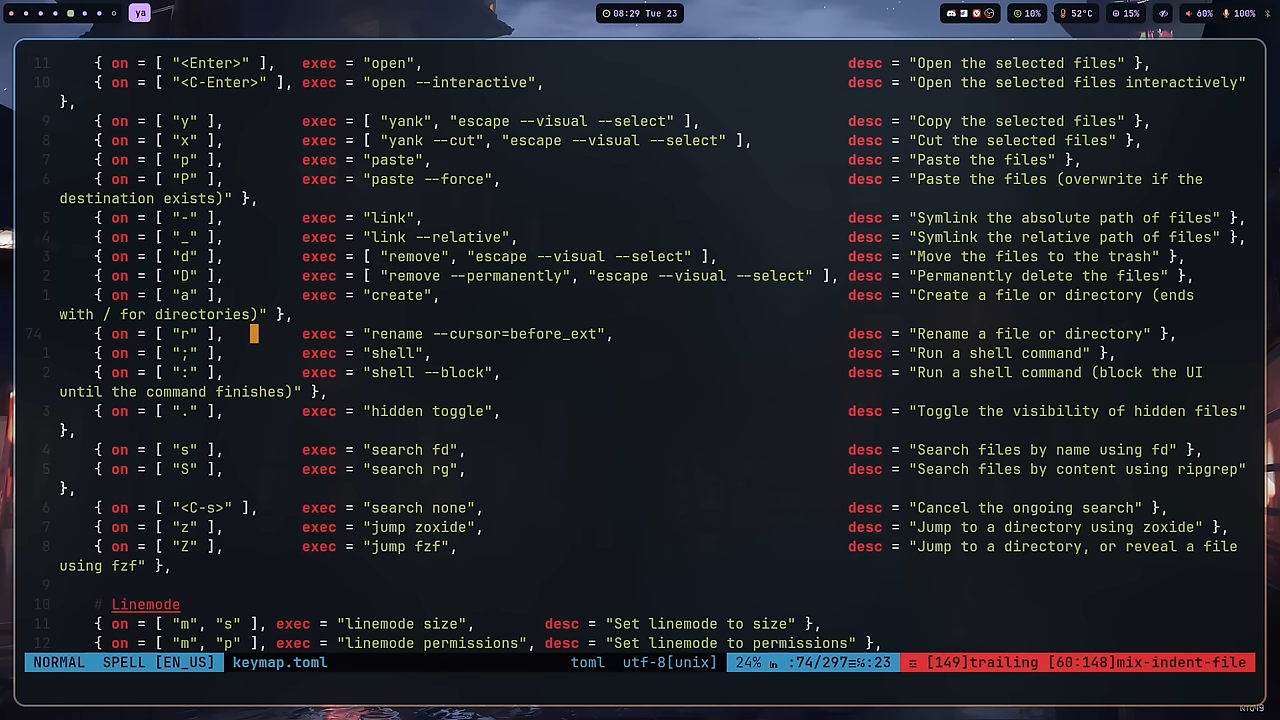 ya 08:29 Tue 23 10% 52°C 15% 60% 100%
11 { on = [ "<Enter>" ], exec = "open", desc = "Open the selected files" },
10 { on = [ "<C-Enter>" ], exec = "open --interactive", desc = "Open the selected files interactively"
},
9 { on = [ "y" ], exec = [ "yank", "escape --visual --select" ], desc = "Copy the selected files" },
8 { on = [ "x" ], exec = [ "yank --cut", "escape --visual --select" ], desc = "Cut the selected files" },
7 { on = [ "p" ], exec = "paste", desc = "Paste the files" },
6 { on = [ "P" ], exec = "paste --force", desc = "Paste the files (overwrite if the
destination exists)" },
5 { on = [ "-" ], exec = "link", desc = "Symlink the absolute path of files" },
4 { on = [ "_" ], exec = "link --relative", desc = "Symlink the relative path of files" },
3 { on = [ "d" ], exec = [ "remove", "escape --visual --select" ], desc = "Move the files to the trash" },
2 { on = [ "D" ], exec = [ "remove --permanently", "escape --visual --select" ], desc = "Permanently delete the files" },
1 { on = [ "a" ], exec = "create", desc = "Create a file or directory (ends
with / for directories)" },
74 { on = [ "r" ], exec = "rename --cursor=before_ext", desc = "Rename a file or directory" },
1 { on = [ ";" ], exec = "shell", desc = "Run a shell command" },
2 { on = [ ":" ], exec = "shell --block", desc = "Run a shell command (block the UI
until the command finishes)" },
3 { on = [ "." ], exec = "hidden toggle", desc = "Toggle the visibility of hidden files"
},
4 { on = [ "s" ], exec = "search fd", desc = "Search files by name using fd" },
5 { on = [ "S" ], exec = "search rg", desc = "Search files by content using ripgrep"
},
6 { on = [ "<C-s>" ], exec = "search none", desc = "Cancel the ongoing search" },
7 { on = [ "z" ], exec = "jump zoxide", desc = "Jump to a directory using zoxide" },
8 { on = [ "Z" ], exec = "jump fzf", desc = "Jump to a directory, or reveal a file
using fzf" },
9
10 # Linemode
11 { on = [ "m", "s" ], exec = "linemode size", desc = "Set linemode to size" },
12 { on = [ "m", "p" ], exec = "linemode permissions", desc = "Set linemode to permissions" },
NORMAL SPELL [EN_US] keymap.toml toml utf-8[unix] 24% ㏑:74/297≡℅:23 ☲ [149]trailing [60:148]mix-indent-file